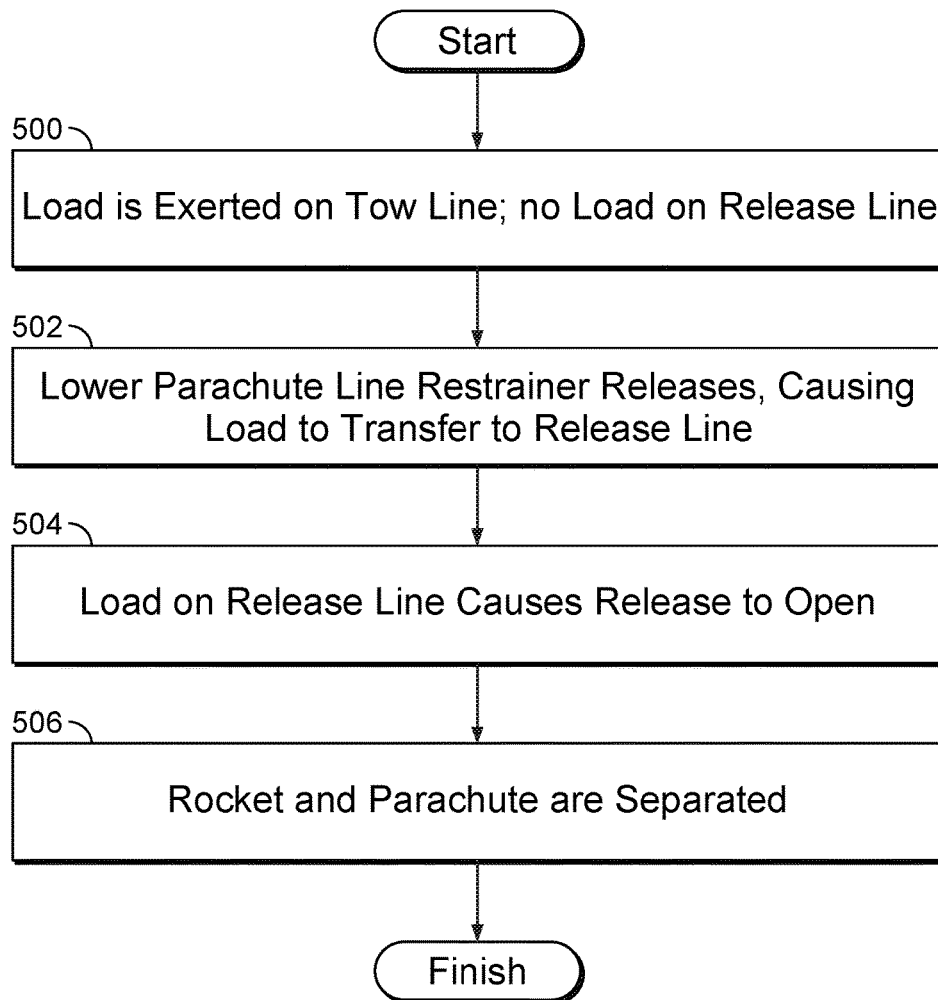 Start
500
Load is Exerted on Tow Line; no Load on Release Line
502
Lower Parachute Line Restrainer Releases, Causing
Load to Transfer to Release Line
504
Load on Release Line Causes Release to Open
506
Rocket and Parachute are Separated
Finish